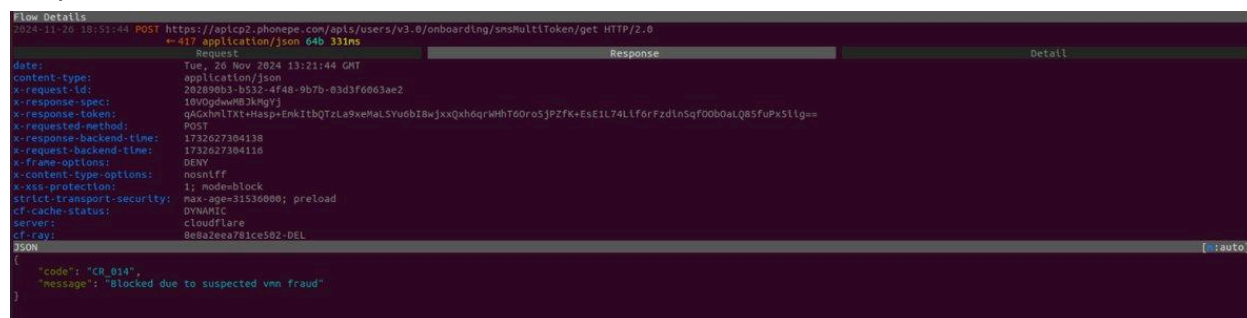 Flow Details
2024-11-26 18:51:44 POST https://apicp2.phonepe.com/apis/users/v3.0/onboarding/smsMultiToken/get HTTP/2.0
← 417 application/json 64b 331ms
Request Response Detail
date: Tue, 26 Nov 2024 13:21:44 GMT
content-type: application/json
x-request-id: 202890b3-b532-4f48-9b7b-03d3f6063ae2
x-response-spec: 10VOgdwwMBJkMgYj
x-response-token:
x-requested-method: POST
x-response-backend-time: 1732627304138
x-request-backend-time: 1732627304116
x-frame-options: DENY
x-content-type-options: nosniff
x-xss-protection: 1; mode=block
strict-transport-security: max-age=31536000; preload
cf-cache-status: DYNAMIC
server: cloudflare
cf-ray: 8e8a2eea781ce502-DEL
JSON [m:auto]
{
"code": "CR_014",
"message": "Blocked due to suspected vmn fraud"
}